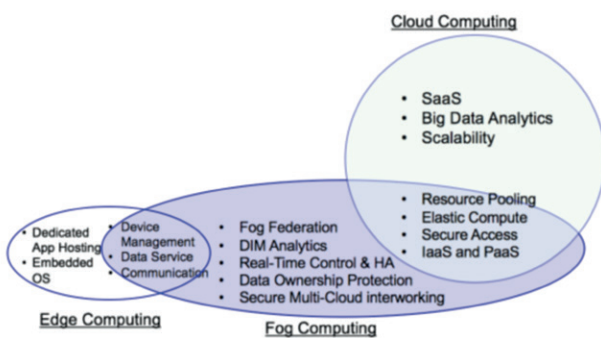 Cloud Computing
• SaaS
• Big Data Analytics
• Scalability
• Resource Pooling
• Elastic Compute
• Secure Access
• IaaS and PaaS
• Fog Federation
• DIM Analytics
• Real-Time Control & HA
• Data Ownership Protection
• Secure Multi-Cloud interworking
• Device
Management
• Data Service
• Communication
• Dedicated
App Hosting
• Embedded
OS
Edge Computing
Fog Computing